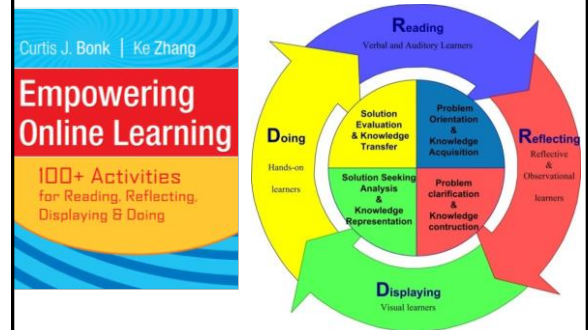 Curtis J. Bonk | Ke Zhang
Empowering
Online Learning
100+ Activities
for Reading, Reflecting,
Displaying & Doing
Reading
Verbal and Auditory Learners
Reflecting
Reflective
&
Observational
learners
Displaying
Visual learners
Doing
Hands-on
learners
Solution
Evaluation
& Knowledge
Transfer
Problem
Orientation
&
Knowledge
Acquisition
Solution Seeking
Analysis
&
Knowledge
Representation
Problem
clarification
&
Knowledge
contruction